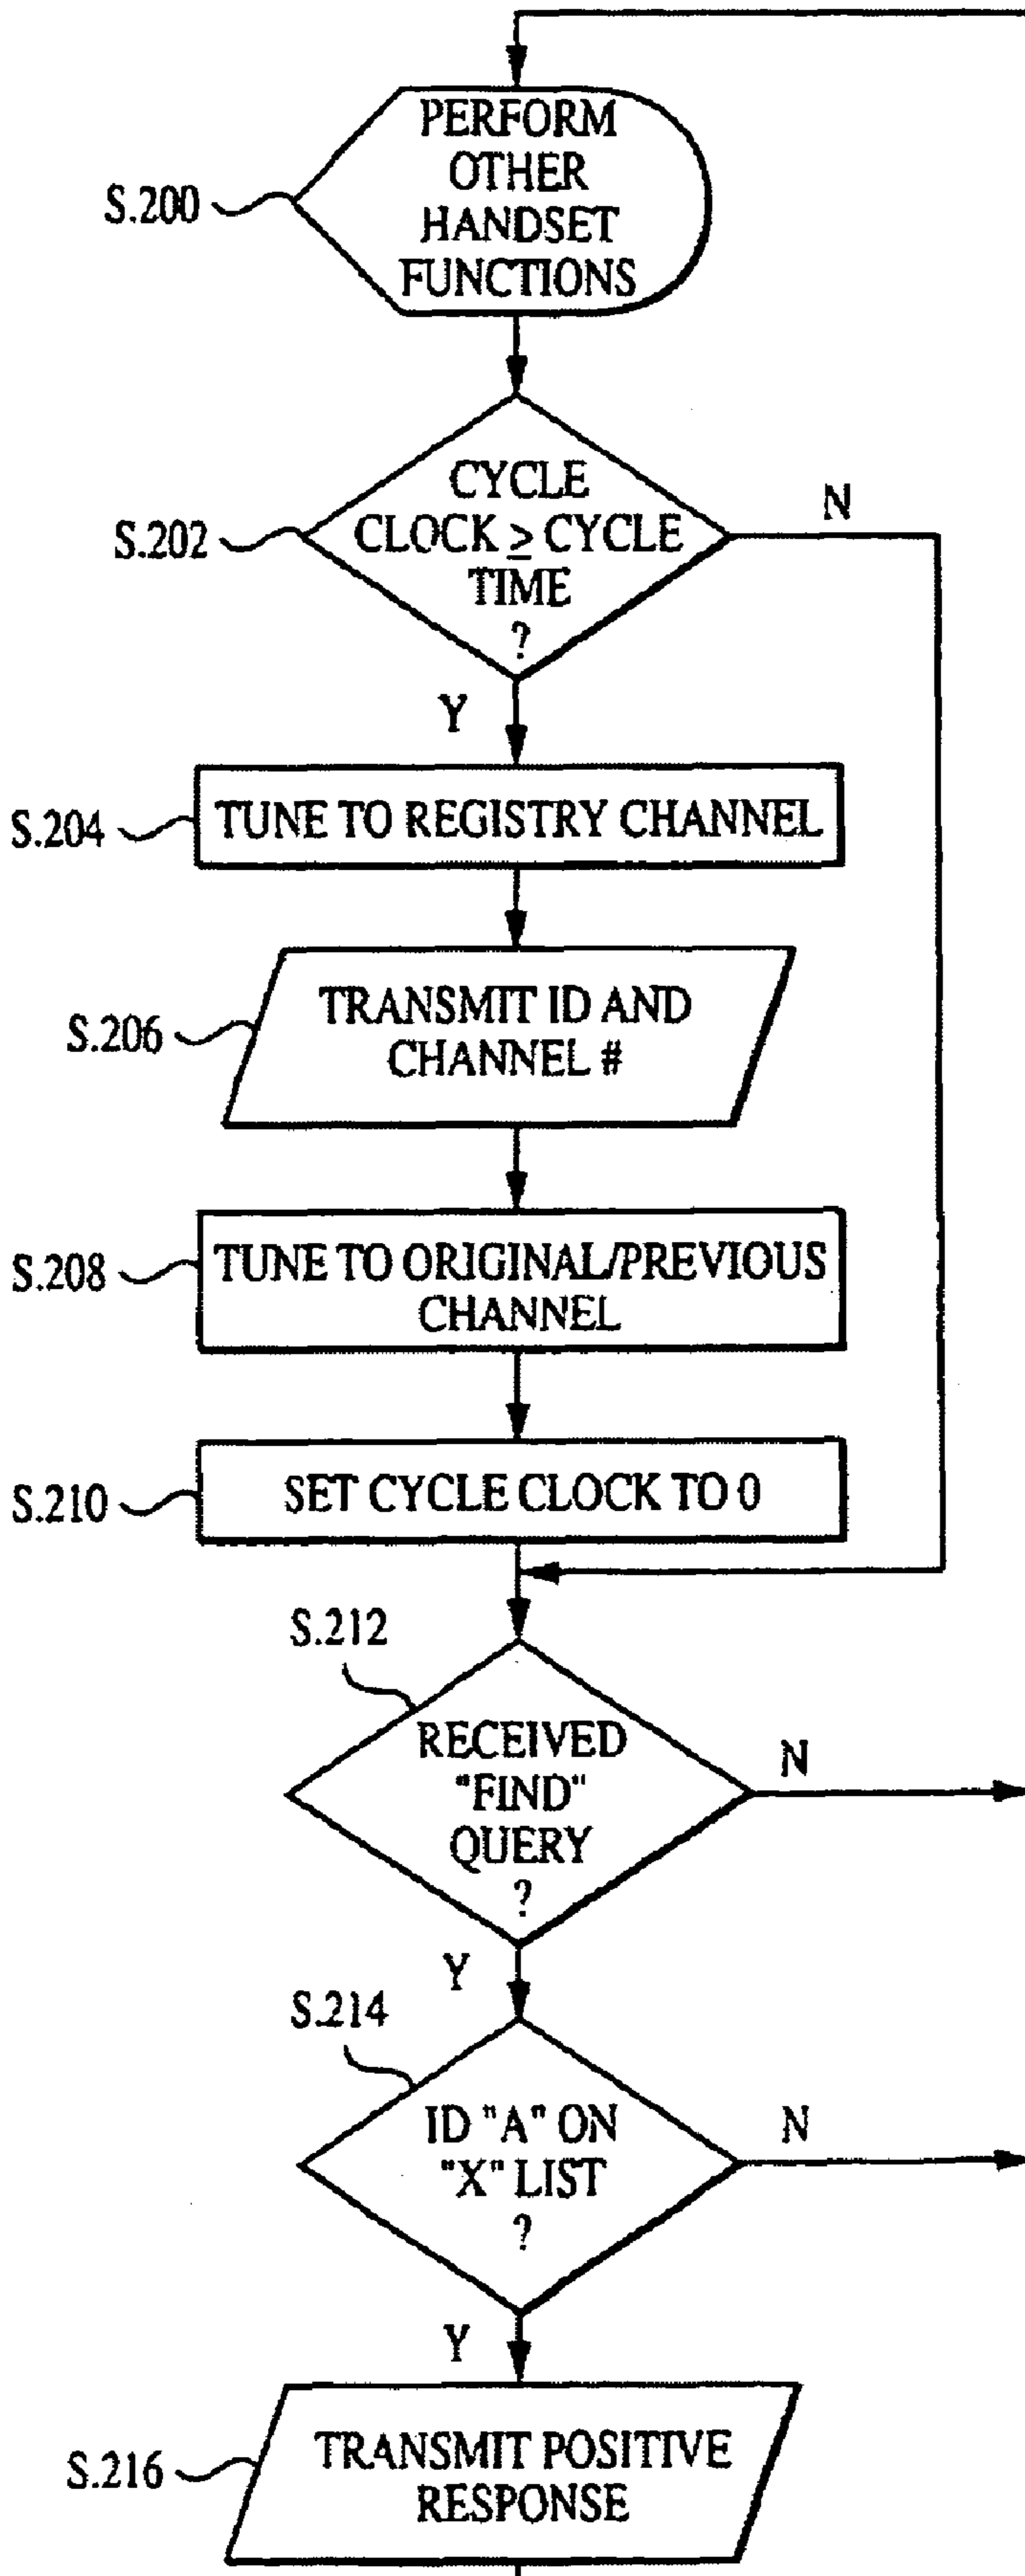 PERFORM
OTHER
HANDSET
FUNCTIONS
S.200
CYCLE
CLOCK ≥ CYCLE
TIME
?
S.202
N
Y
TUNE TO REGISTRY CHANNEL
S.204
TRANSMIT ID AND
CHANNEL #
S.206
TUNE TO ORIGINAL/PREVIOUS
CHANNEL
S.208
SET CYCLE CLOCK TO 0
S.210
S.212
RECEIVED
"FIND"
QUERY
?
N
Y
S.214
ID "A" ON
"X" LIST
?
N
Y
TRANSMIT POSITIVE
RESPONSE
S.216